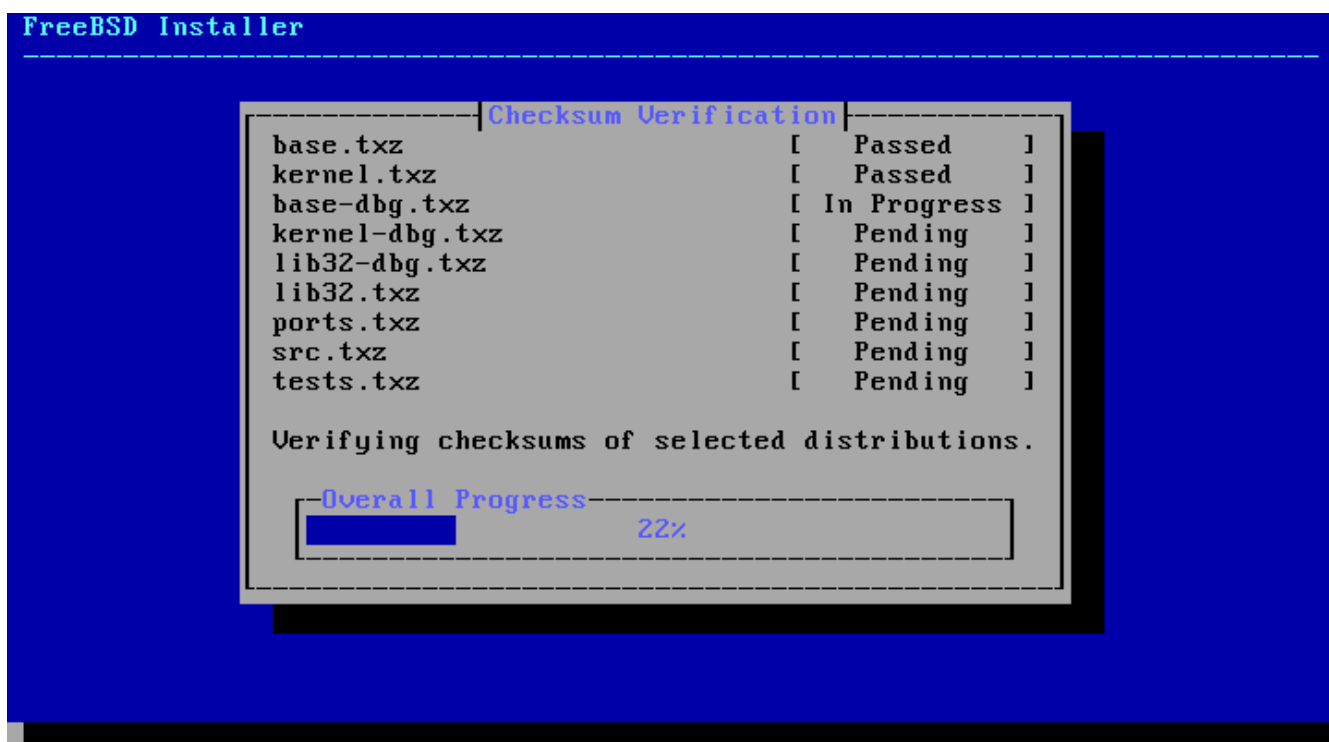 FreeBSD Installer
Checksum Verification
base.txz [ Passed ]
kernel.txz [ Passed ]
base-dbg.txz [ In Progress ]
kernel-dbg.txz [ Pending ]
lib32-dbg.txz [ Pending ]
lib32.txz [ Pending ]
ports.txz [ Pending ]
src.txz [ Pending ]
tests.txz [ Pending ]
Verifying checksums of selected distributions.
Overall Progress
22%